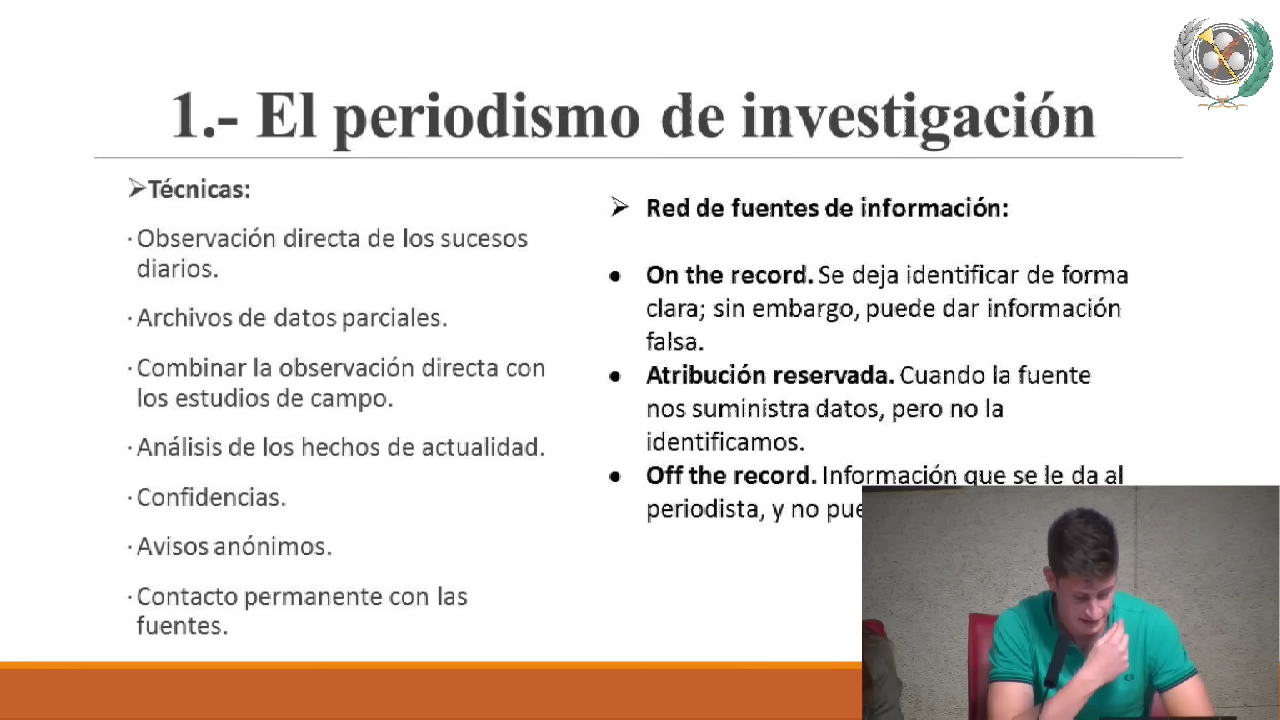 1.- El periodismo de investigación
➢Técnicas:
· Observación directa de los sucesos
diarios.
· Archivos de datos parciales.
· Combinar la observación directa con
los estudios de campo.
· Análisis de los hechos de actualidad.
· Confidencias.
· Avisos anónimos.
· Contacto permanente con las
fuentes.
➢ Red de fuentes de información:
● On the record. Se deja identificar de forma
clara; sin embargo, puede dar información
falsa.
● Atribución reservada. Cuando la fuente
nos suministra datos, pero no la
identificamos.
● Off the record. Información que se le da al
periodista, y no